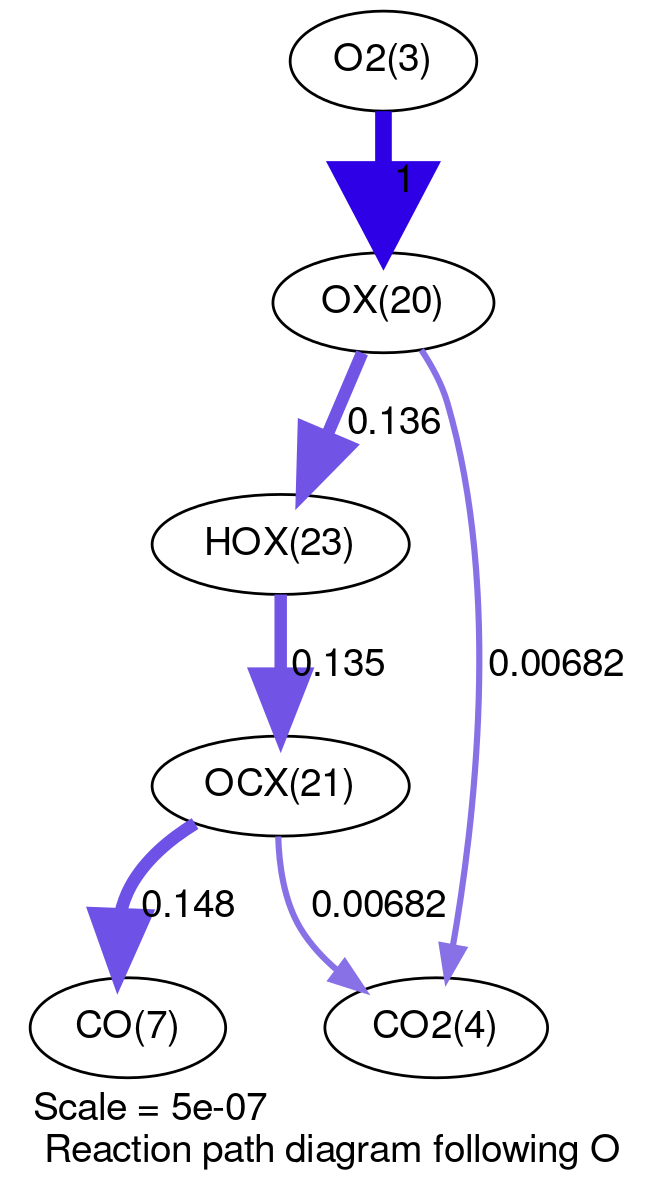 O2(3)
1
OX(20)
0.136
HOX(23)
0.135
0.00682
OCX(21)
0.148
0.00682
CO(7)
CO2(4)
Scale = 5e-07
Reaction path diagram following O